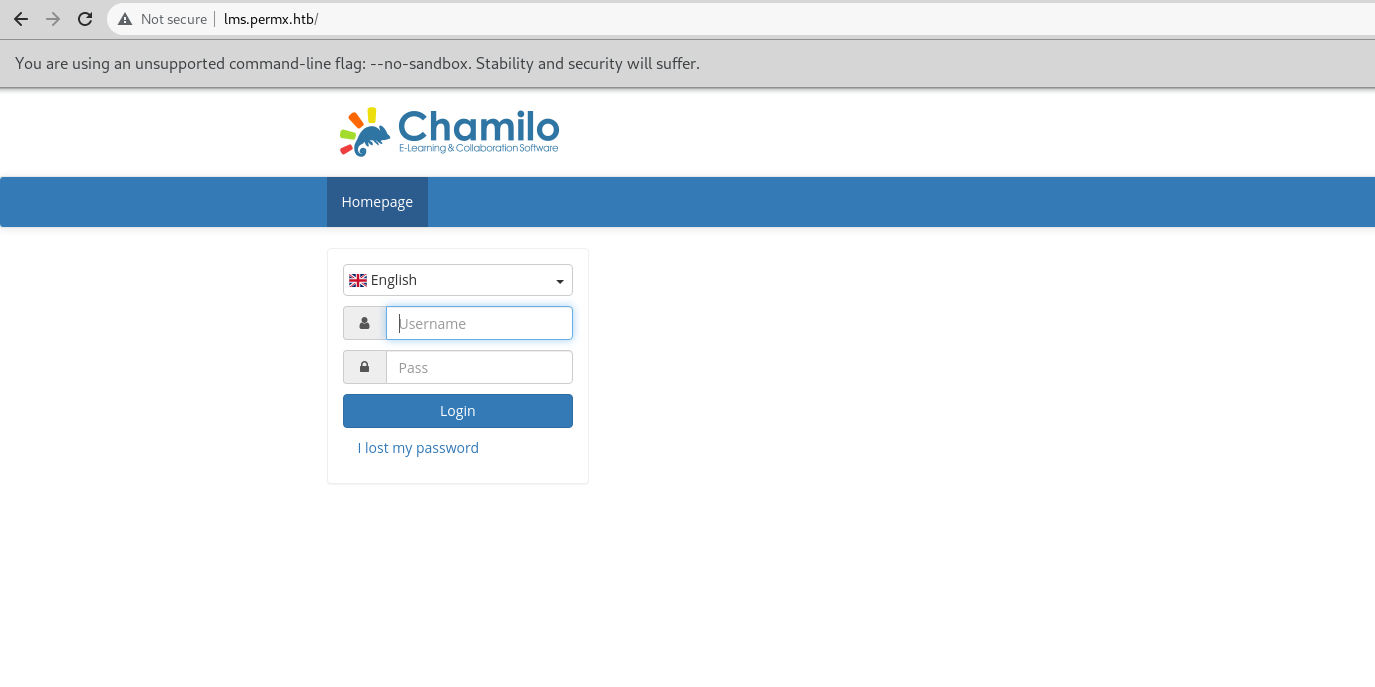 Not secure | lms.permx.htb/
You are using an unsupported command-line flag: --no-sandbox. Stability and security will suffer.
Chamilo
E-Learning & Collaboration Software
Homepage
English
Username
Pass
Login
I lost my password